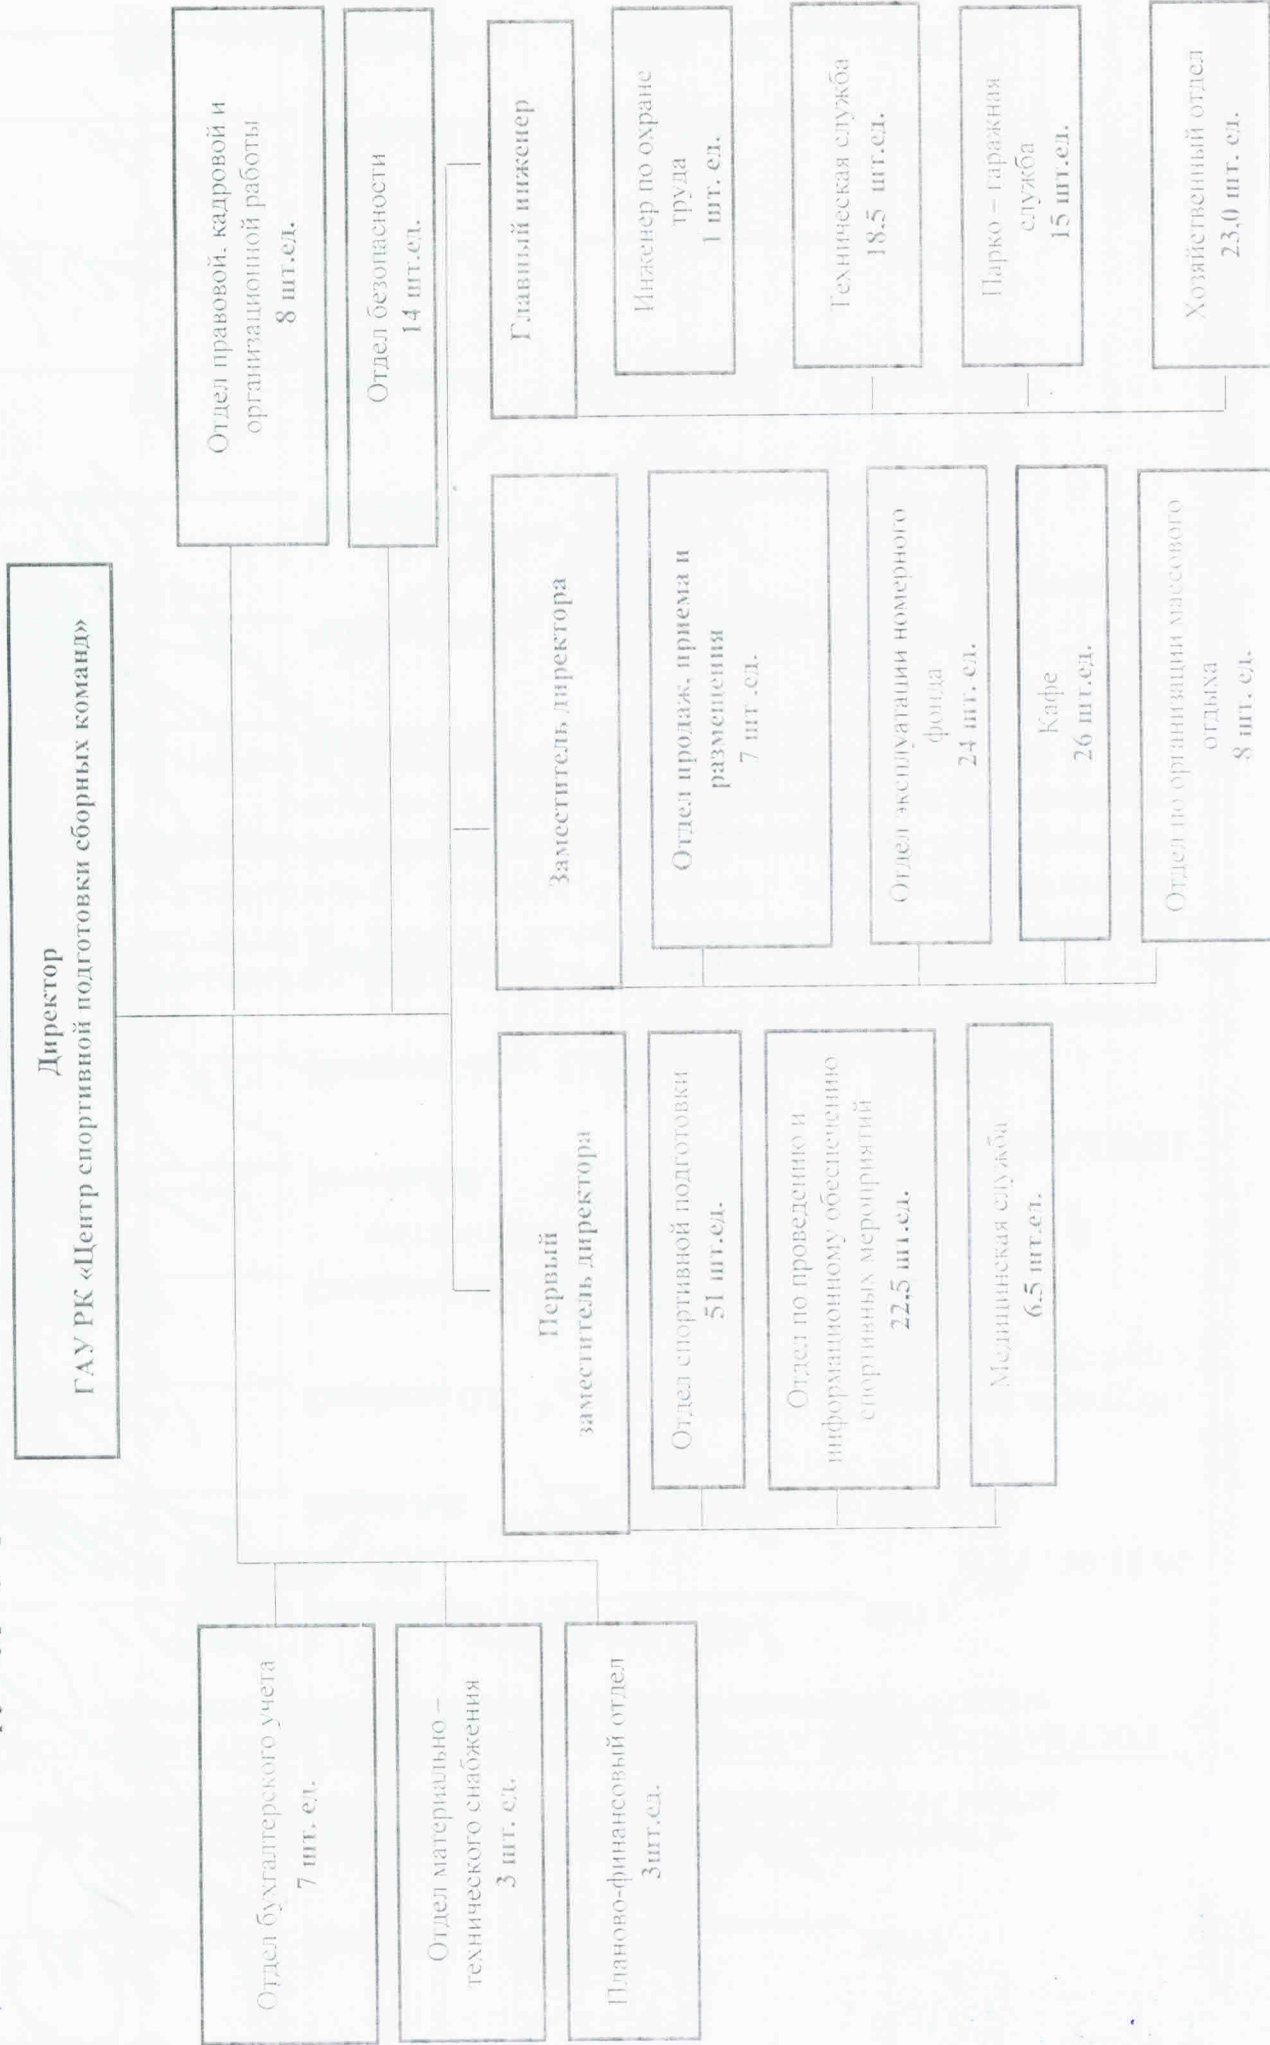 Директор
ГАУ РК «Центр спортивной подготовки сборных команд»
Отдел бухгалтерского учета
7 шт. ед.
Отдел материально –
технического снабжения
3 шт. ед.
Планово-финансовый отдел
3шт.ед.
Отдел правовой, кадровой и
организационной работы
8 шт.ед.
Отдел безопасности
14 шт.ед.
Первый
заместитель директора
Отдел спортивной подготовки
51 шт.ед.
Отдел по проведению и
информационному обеспечению
спортивных мероприятий
22,5 шт.ед.
Медицинская служба
6.5 шт.ед.
Заместитель директора
Отдел продаж, приема и
размещения
7 шт .ед.
Отдел эксплуатации номерного
фонда
24 шт. ед.
Кафе
26 шт.ед.
Отдел по организации массового
отдыха
8 шт. ед.
Главный инженер
Инженер по охране
труда
1 шт. ед.
Техническая служба
18.5 шт.ед.
Парко – гаражная
служба
15 шт.ед.
Хозяйственный отдел
23,0 шт. ед.